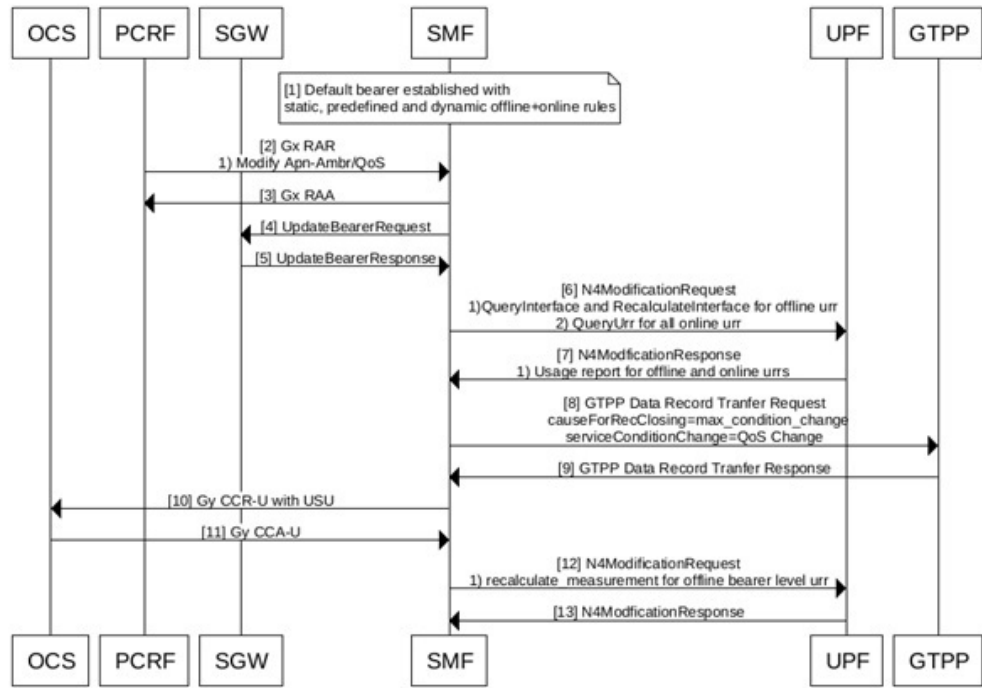 OCS PCRF SGW SMF UPF GTPP
[1] Default bearer established with
static, predefined and dynamic offline+online rules
[2] Gx RAR
1) Modify Apn-Ambr/QoS
[3] Gx RAA
[4] UpdateBearerRequest
[5] UpdateBearerResponse
[6] N4ModificationRequest
1)QueryInterface and RecalculateInterface for offline urr
2) QueryUrr for all online urr
[7] N4ModficationResponse
1) Usage report for offline and online urrs
[8] GTPP Data Record Tranfer Request
causeForRecClosing=max_condition_change
serviceConditionChange=QoS Change
[9] GTPP Data Record Tranfer Response
[10] Gy CCR-U with USU
[11] Gy CCA-U
[12] N4ModificationRequest
1) recalculate measurement for offline bearer level urr
[13] N4ModficationResponse
OCS PCRF SGW SMF UPF GTPP